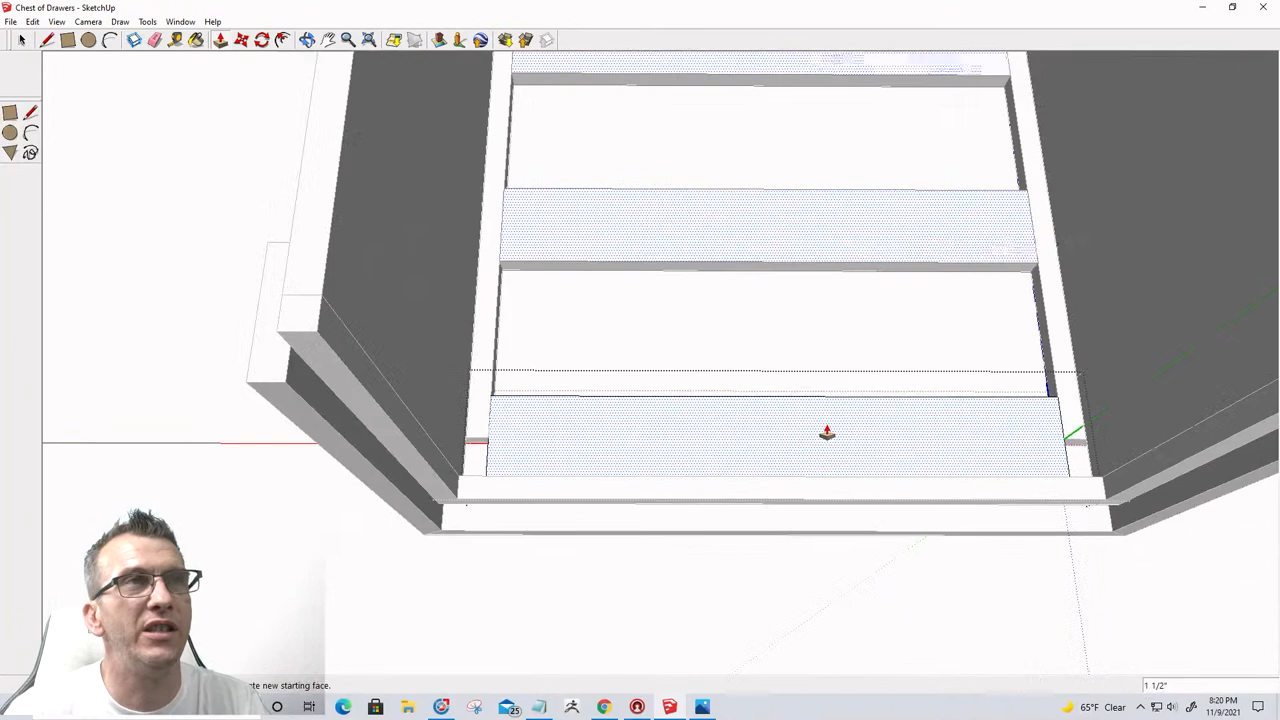 Chest of Drawers - SketchUp
File Edit View Camera Draw Tools Window Help
te new starting face.
1 1/2"
25
65°F Clear
8:20 PM
11/9/2021